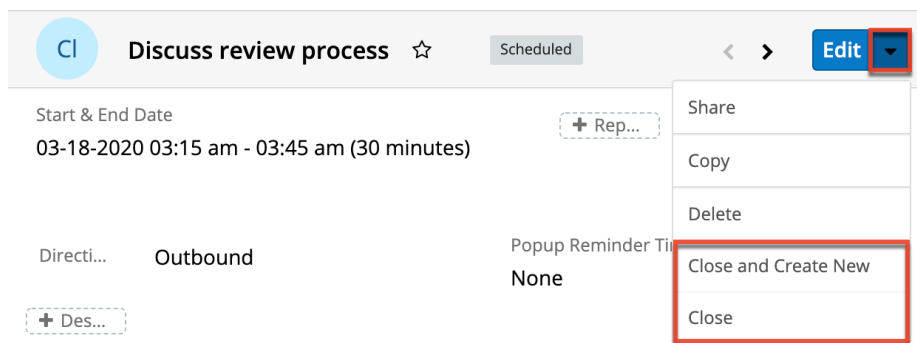 Cl Discuss review process Scheduled Edit
Start & End Date
03-18-2020 03:15 am - 03:45 am (30 minutes)
+ Rep...
Share
Copy
Delete
Close and Create New
Close
Directi... Outbound
Popup Reminder Ti
None
+ Des...